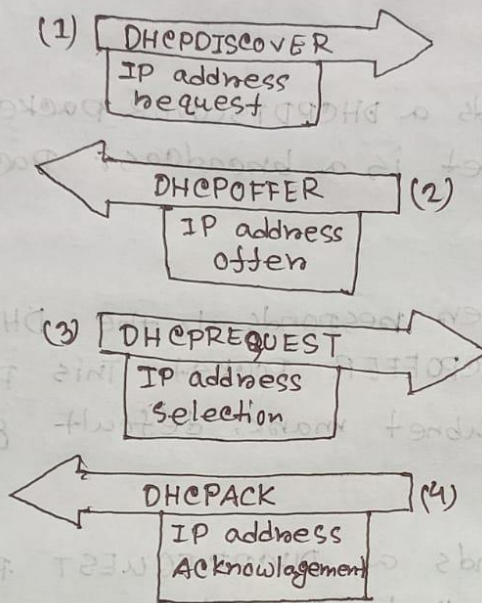 (1) DHCPDISCOVER
IP address
request
DHCPOFFER (2)
IP address
offer
(3) DHCPREQUEST
IP address
selection
DHCPACK (4)
IP address
Acknowlagement